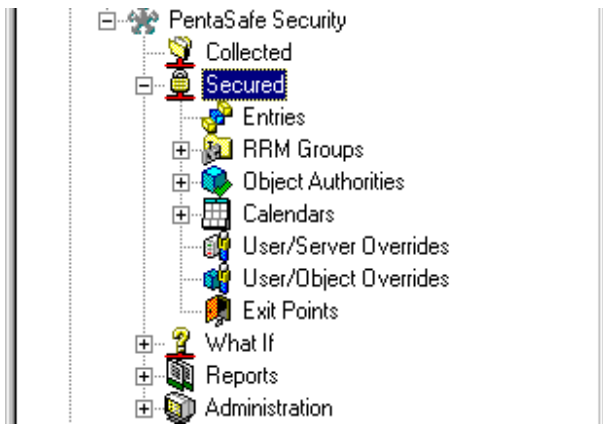 PentaSafe Security
Collected
Secured
Entries
RRM Groups
Object Authorities
Calendars
User/Server Overrides
User/Object Overrides
Exit Points
What If
Reports
Administration